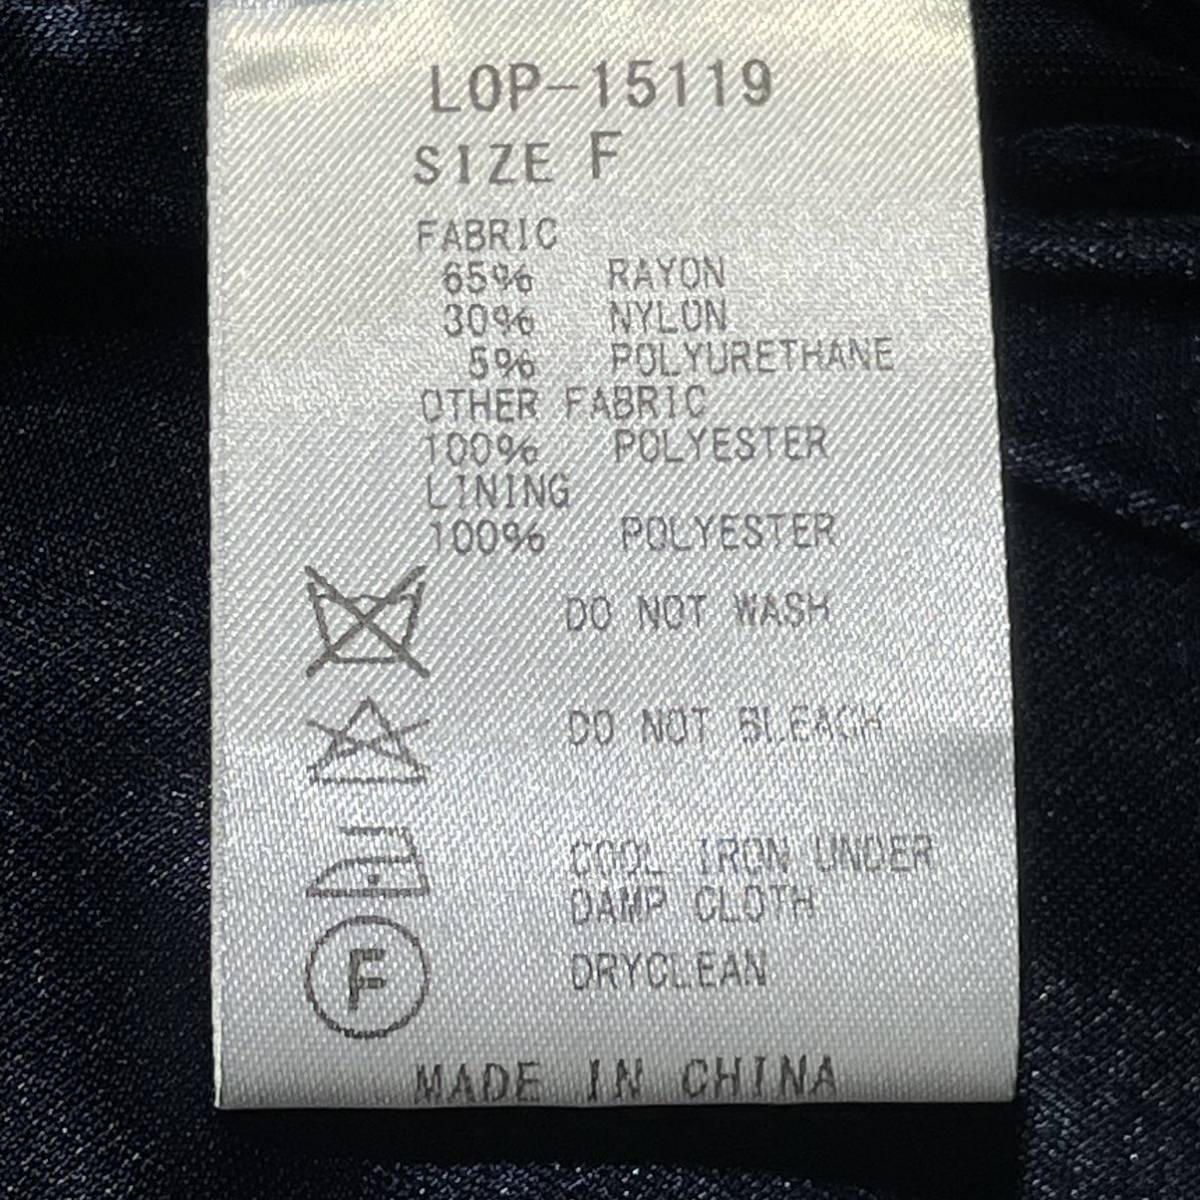 LOP-15119
SIZE F
FABRIC
65% RAYON
30% NYLON
5% POLYURETHANE
OTHER FABRIC
100% POLYESTER
LINING
100% POLYESTER
DO NOT WASH
DO NOT BLEACH
COOL IRON UNDER
DAMP CLOTH
F DRYCLEAN
MADE IN CHINA